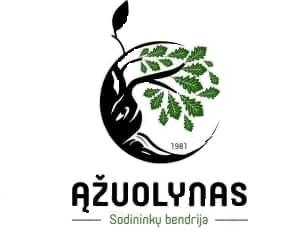 1981
ĄŽUOLYNAS
Sodininkų bendrija